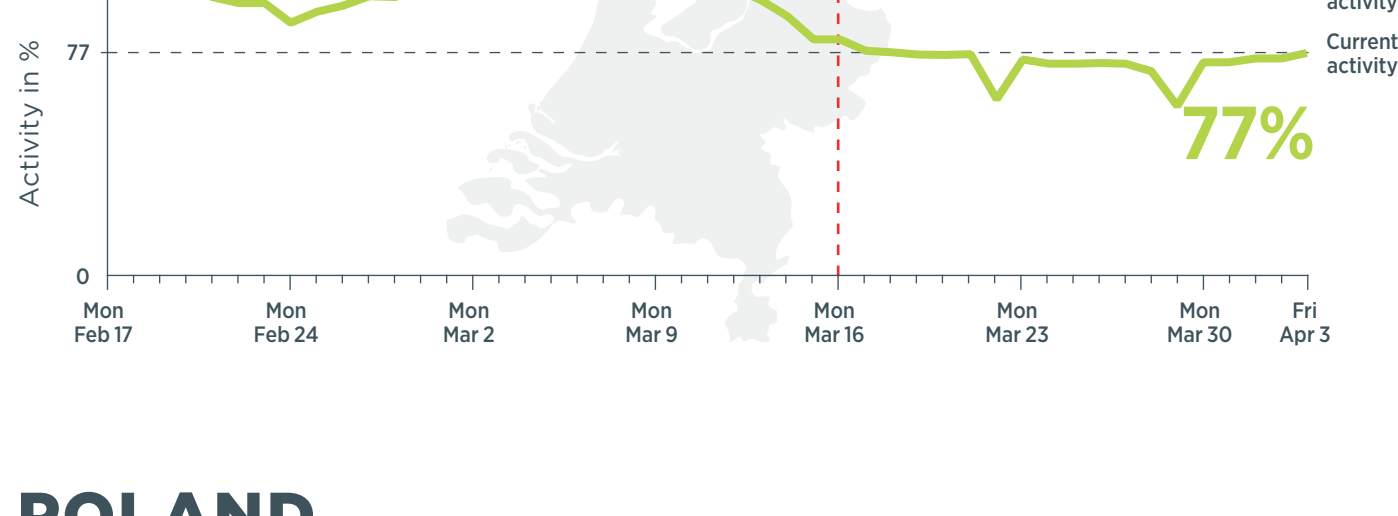 activity
Current
activity
77
Activity in %
77%
0
Mon Mon Mon Mon Mon Mon Mon Fri
Feb 17 Feb 24 Mar 2 Mar 9 Mar 16 Mar 23 Mar 30 Apr 3
POLAND